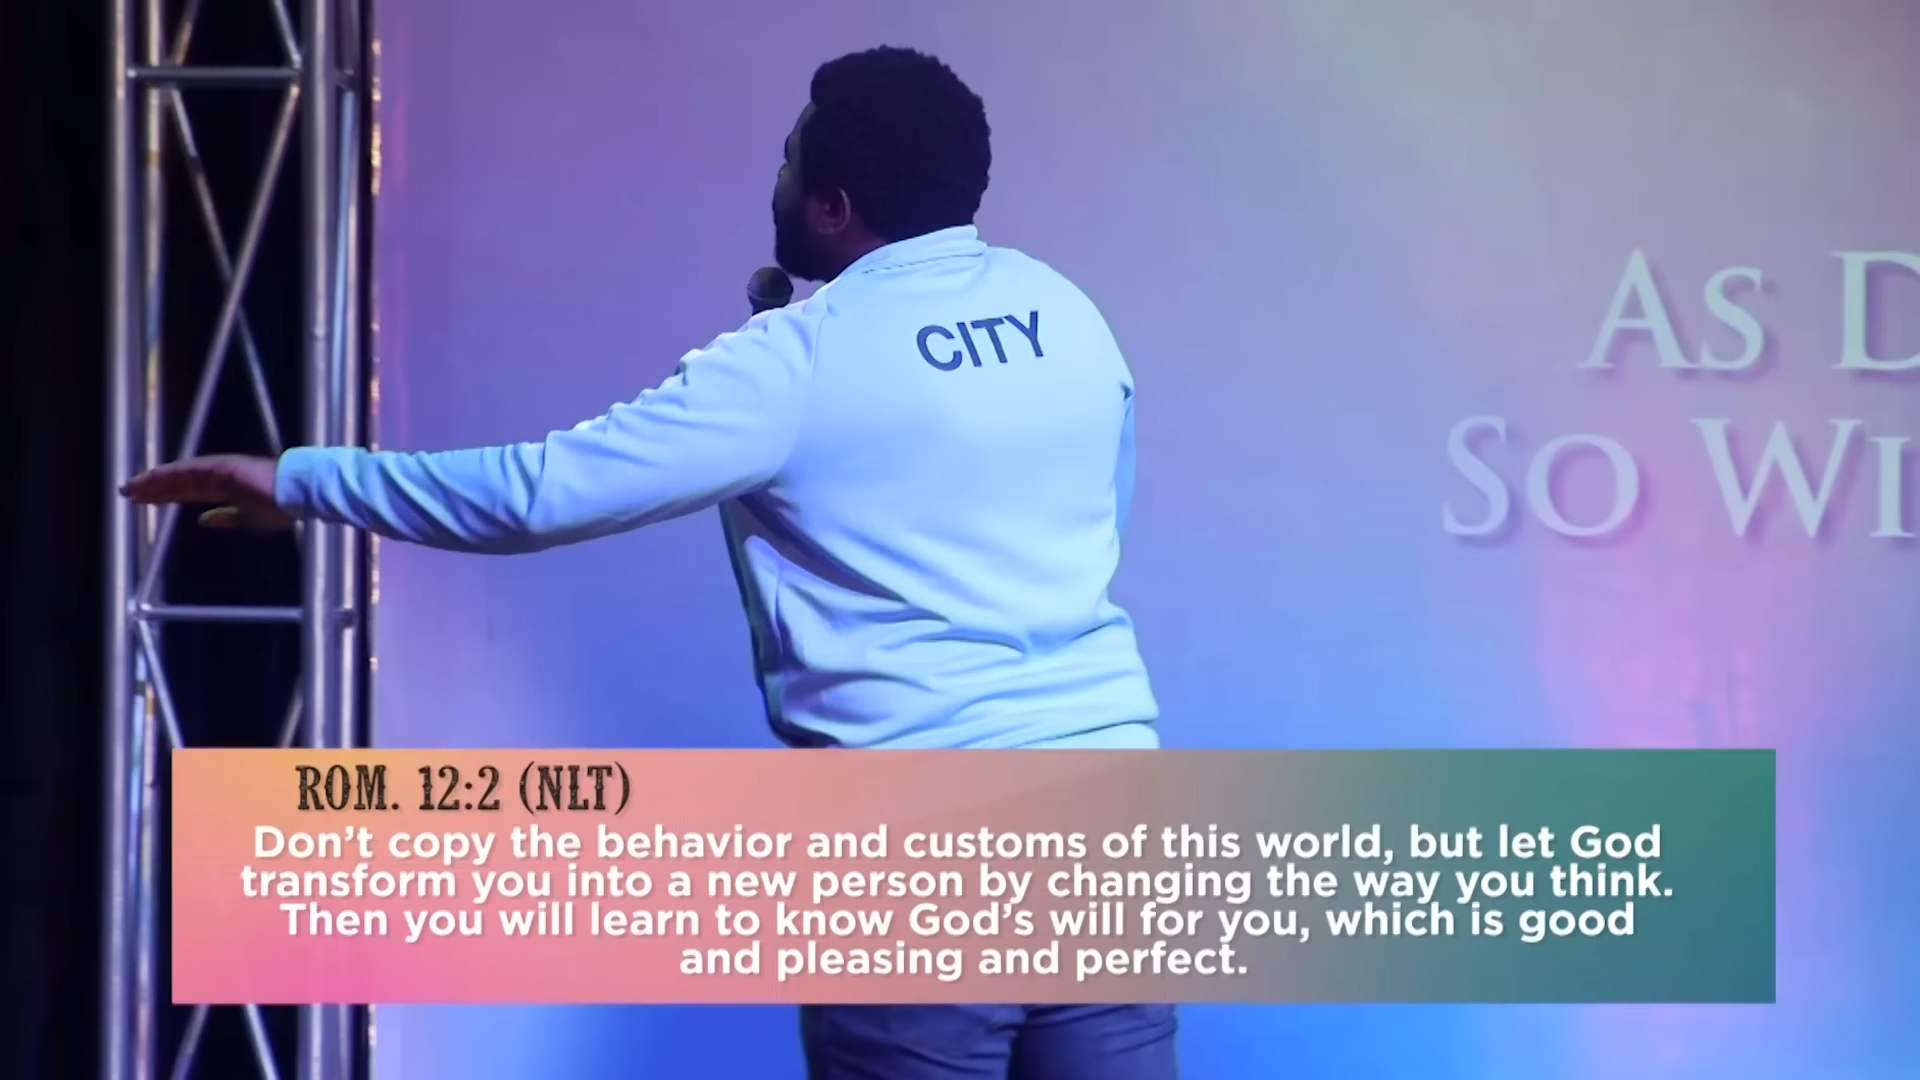 CITY
AS D
SO WI
ROM. 12:2 (NLT)
Don't copy the behavior and customs of this world, but let God
transform you into a new person by changing the way you think.
Then you will learn to know God's will for you, which is good
and pleasing and perfect.